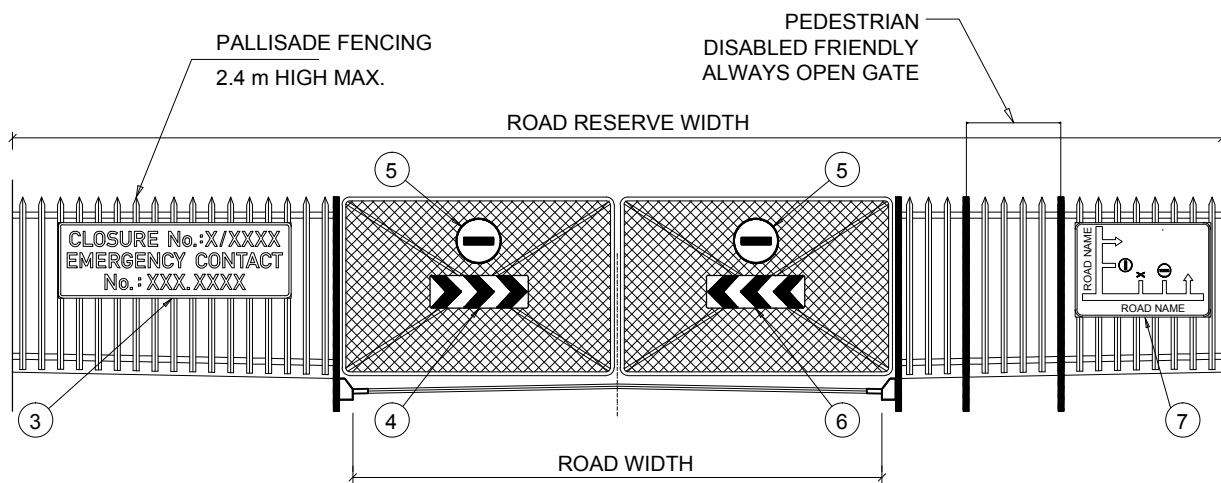 PALLISADE FENCING
2.4 m HIGH MAX.
PEDESTRIAN
DISABLED FRIENDLY
ALWAYS OPEN GATE
ROAD RESERVE WIDTH
5
5
CLOSURE No.:X/XXXX
EMERGENCY CONTACT
No.: XXX.XXXX
ROAD NAME
X
ROAD NAME
3
4
6
7
ROAD WIDTH